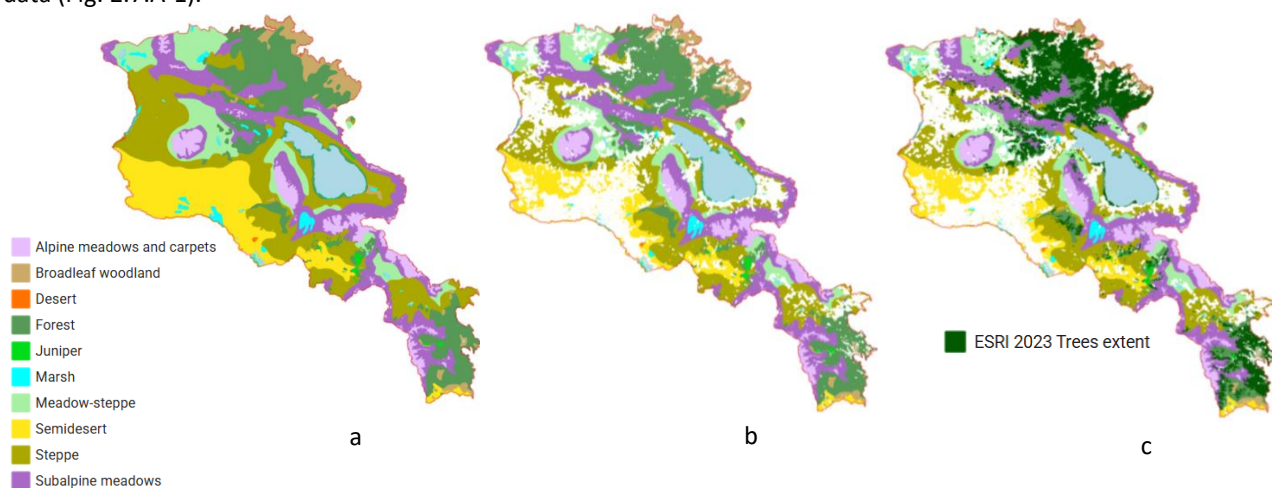 Alpine meadows and carpets
Broadleaf woodland
Desert
Forest
Juniper
Marsh
Meadow-steppe
Semidesert
Steppe
Subalpine meadows
a
b
ESRI 2023 Trees extent
c